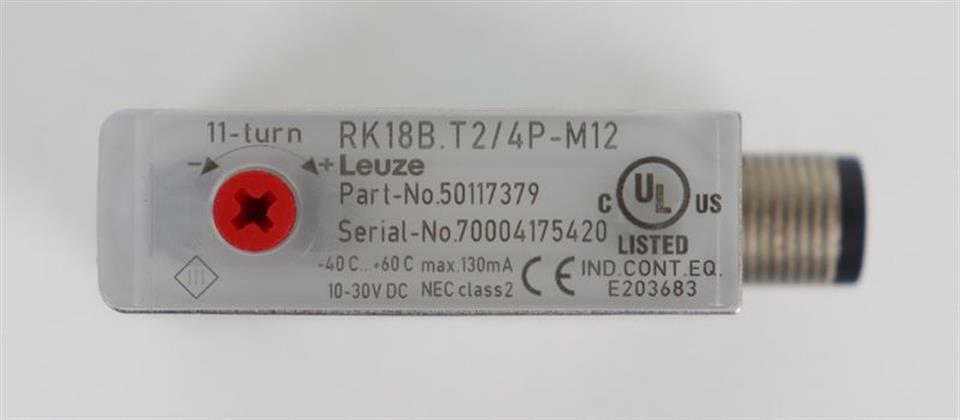 11-turn
- +
RK18B.T2/4P-M12
Leuze
Part-No.50117379
Serial-No.70004175420
-40 C...+60 C max.130mA
10-30V DC NEC class2
III
CE
C UL US
LISTED
IND.CONT.EQ.
E203683